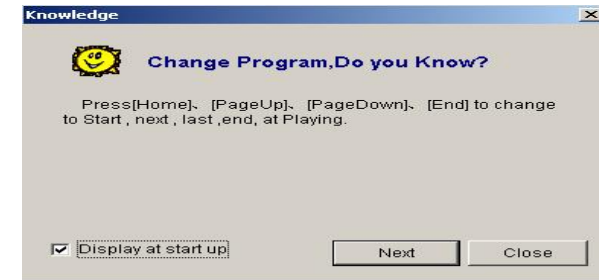 Knowledge
Change Program,Do you Know?
Press[Home]、[PageUp]、[PageDown]、[End] to change
to Start , next , last ,end, at Playing.
Display at start up
Next
Close